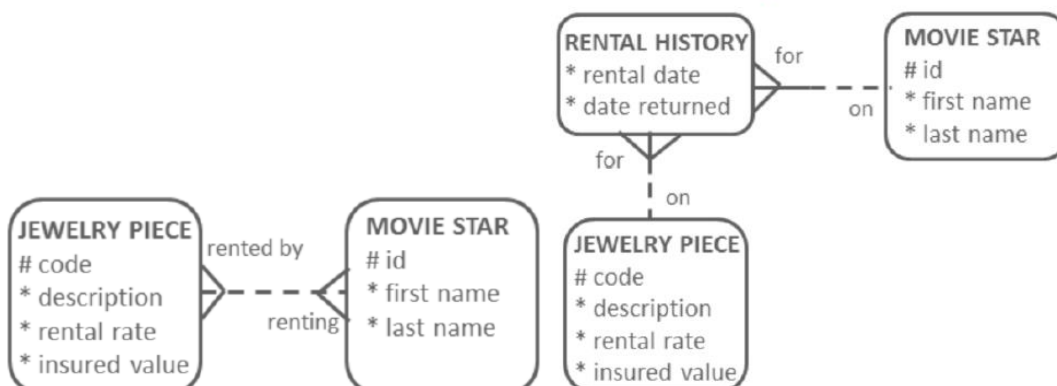 JEWELRY PIECE
# code
* description
* rental rate
* insured value
rented by
renting
MOVIE STAR
# id
* first name
* last name
RENTAL HISTORY
* rental date
* date returned
for
on
MOVIE STAR
# id
* first name
* last name
for
on
JEWELRY PIECE
# code
* description
* rental rate
* insured value